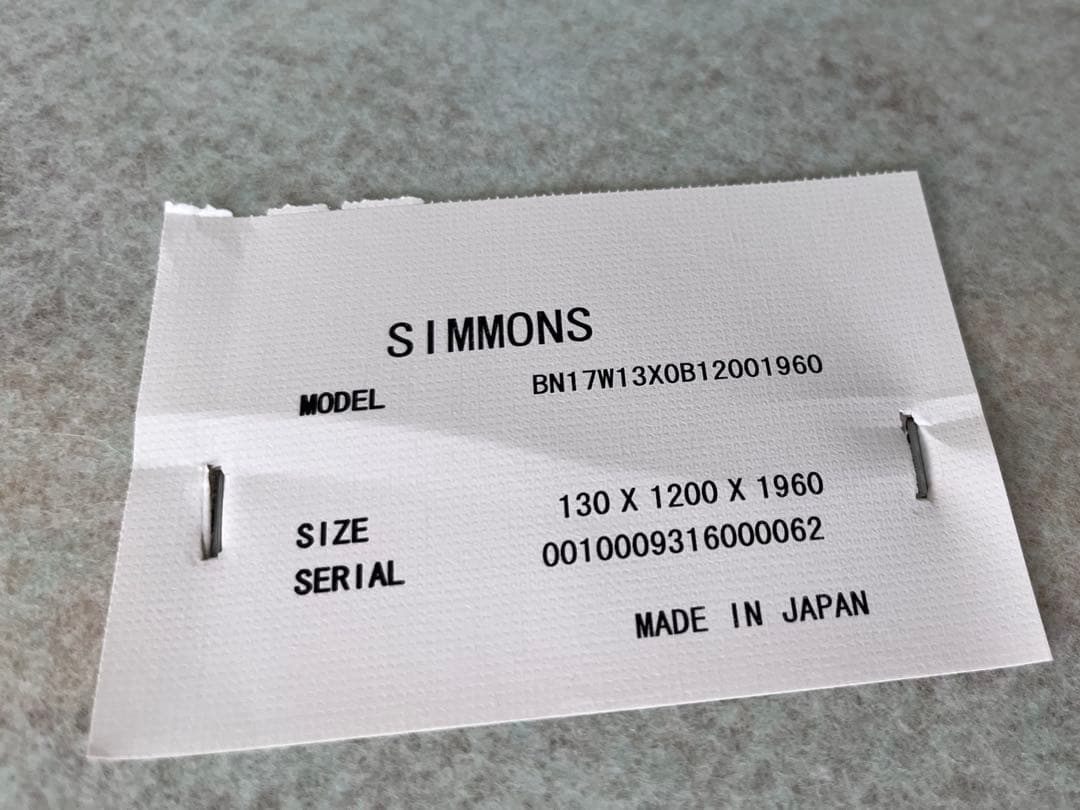 SIMMONS
MODEL BN17W13X0B12001960
SIZE 130 X 1200 X 1960
SERIAL 0010009316000062
MADE IN JAPAN